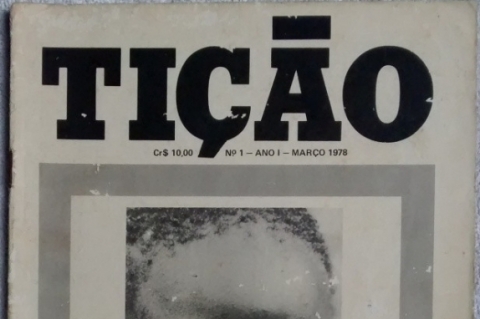 TIÇÃO
Cr$ 10,00 Nº 1 – ANO I – MARÇO 1978